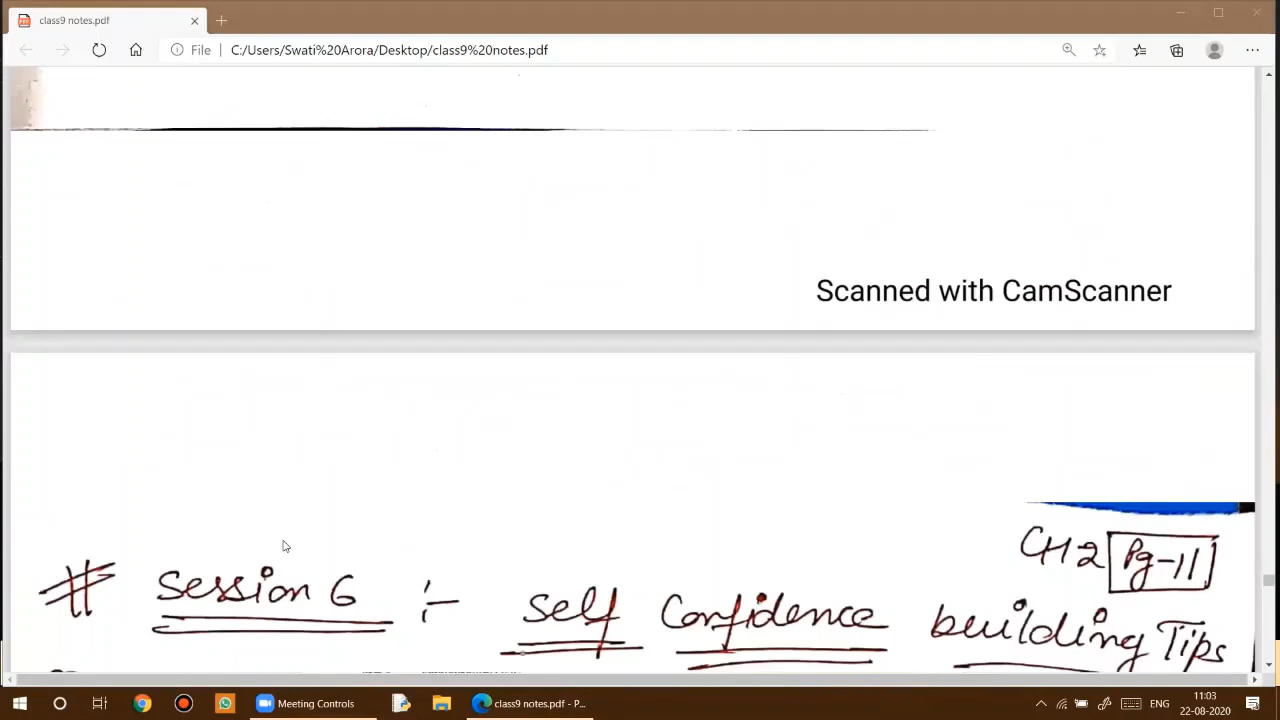 class9 notes.pdf
File C:/Users/Swati%20Arora/Desktop/class9%20notes.pdf
Scanned with CamScanner
CH2 Pg-11
# Session 6 :- Self Confidence building Tips
Meeting Controls
class9 notes.pdf - P...
ENG
11:03
22-08-2020